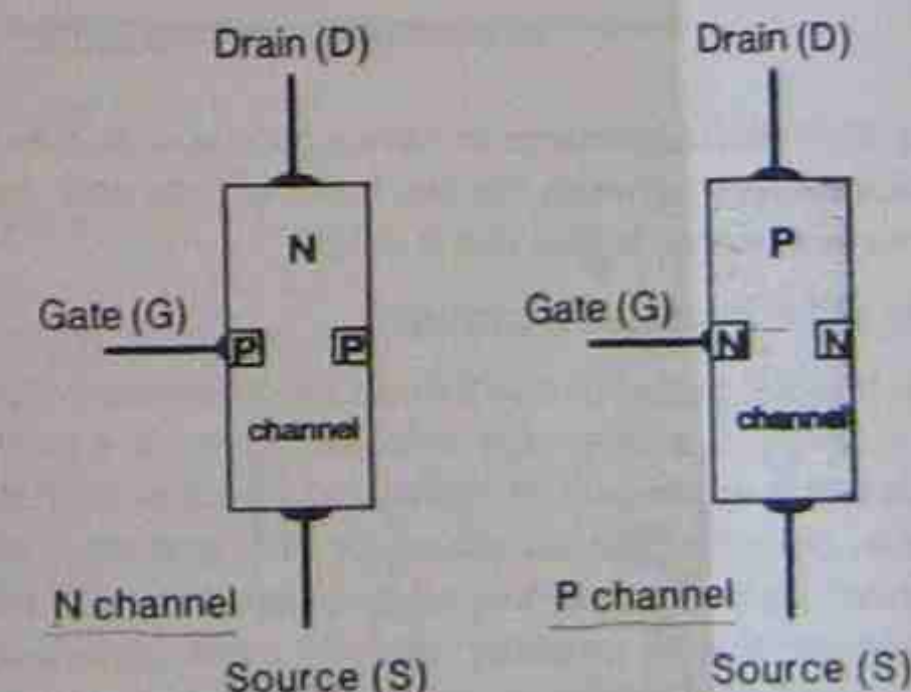 Drain (D)
N
Gate (G)
P
P
channel
N channel
Source (S)
Drain (D)
P
Gate (G)
N
N
channel
P channel
Source (S)